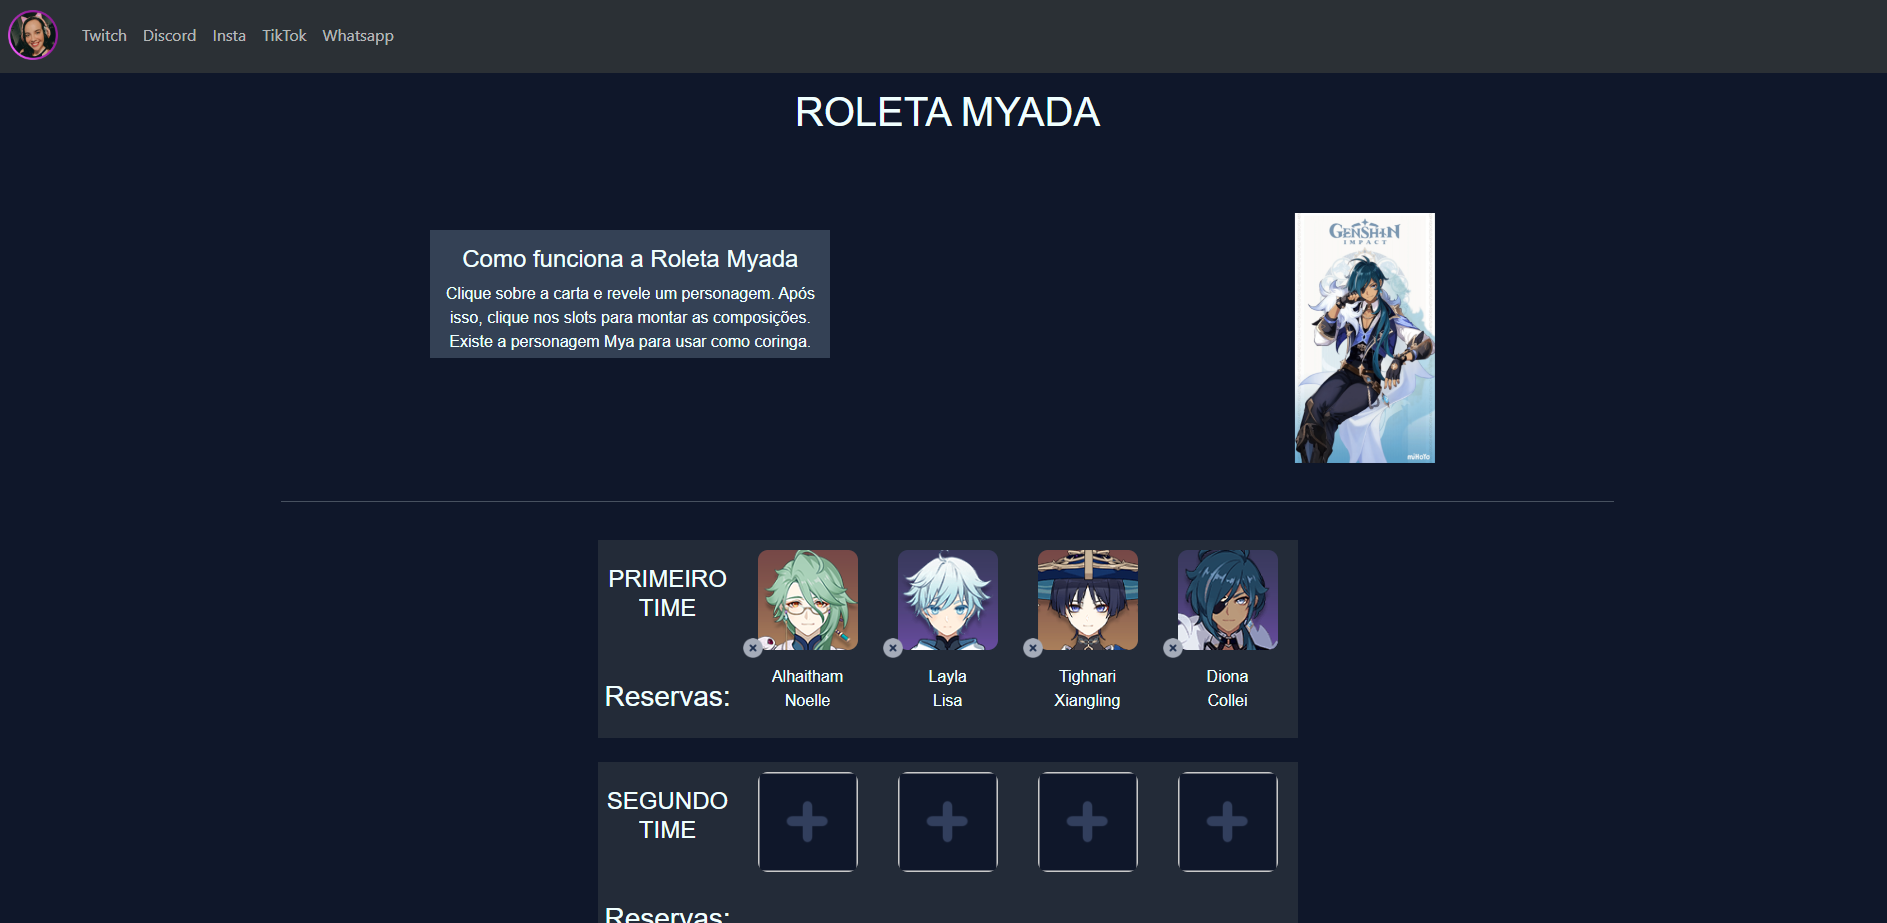 Twitch Discord Insta TikTok Whatsapp
ROLETA MYADA
Como funciona a Roleta Myada
Clique sobre a carta e revele um personagem. Após
isso, clique nos slots para montar as composições.
Existe a personagem Mya para usar como coringa.
GENSHIN
IMPACT
miHoYo
PRIMEIRO
TIME
Reservas:
Alhaitham
Noelle
Layla
Lisa
Tighnari
Xiangling
Diona
Collei
SEGUNDO
TIME
Reservas: